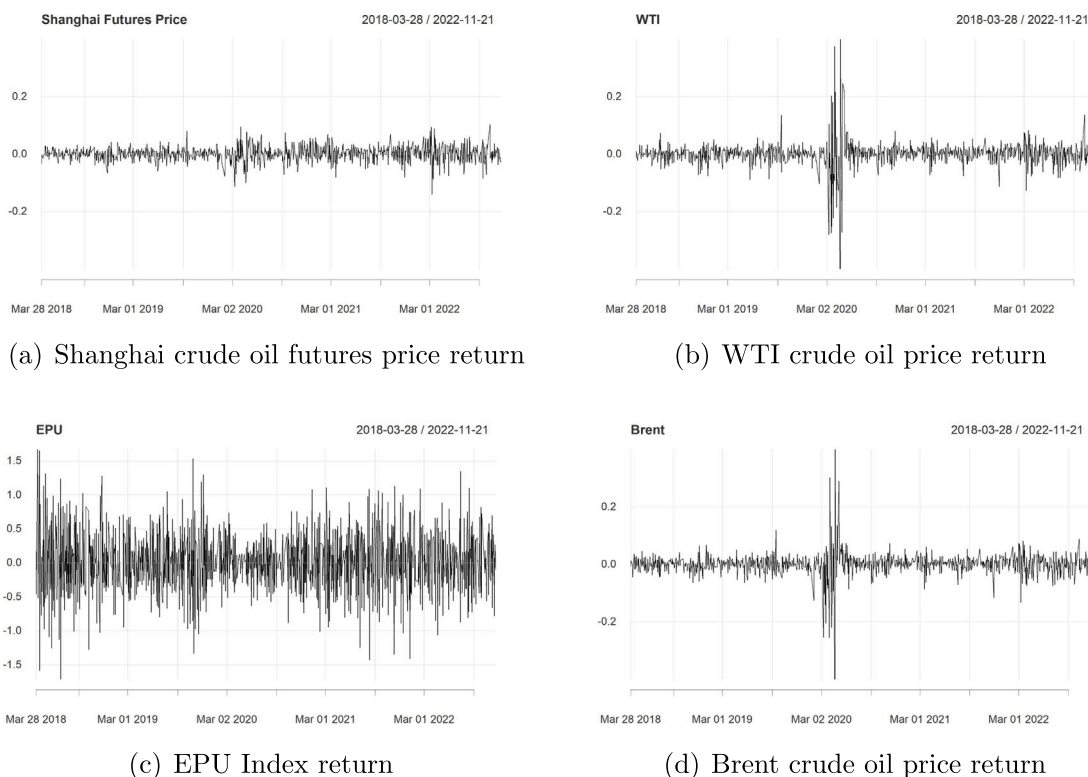 Shanghai Futures Price 2018-03-28 / 2022-11-21
0.2
0.0
-0.2
Mar 28 2018 Mar 01 2019 Mar 02 2020 Mar 01 2021 Mar 01 2022
(a) Shanghai crude oil futures price return
WTI 2018-03-28 / 2022-11-21
0.2
0.0
-0.2
Mar 28 2018 Mar 01 2019 Mar 02 2020 Mar 01 2021 Mar 01 2022
(b) WTI crude oil price return
EPU 2018-03-28 / 2022-11-21
1.5
1.0
0.5
0.0
-0.5
-1.0
-1.5
Mar 28 2018 Mar 01 2019 Mar 02 2020 Mar 01 2021 Mar 01 2022
(c) EPU Index return
Brent 2018-03-28 / 2022-11-21
0.2
0.0
-0.2
Mar 28 2018 Mar 01 2019 Mar 02 2020 Mar 01 2021 Mar 01 2022
(d) Brent crude oil price return